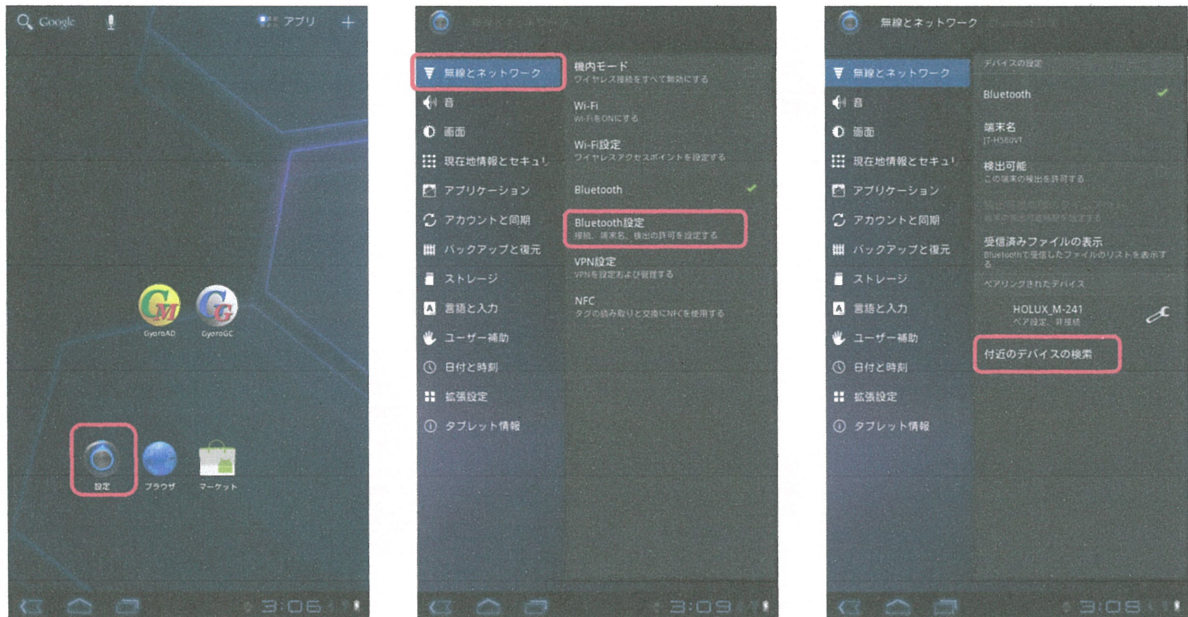 Google
アプリ
GyoroAD
GyoroGC
設定
ブラウザ
マーケット
3:06
無線とネットワーク
音
画面
現在地情報とセキュリ
アプリケーション
アカウントと同期
バックアップと復元
ストレージ
言語と入力
ユーザー補助
日付と時刻
拡張設定
タブレット情報
機内モード
ワイヤレス接続をすべて無効にする
Wi-Fi
Wi-FiをONにする
Wi-Fi設定
ワイヤレスアクセスポイントを設定する
Bluetooth
Bluetooth設定
接続、端末名、検出の許可を設定する
VPN設定
VPNを設定および管理する
NFC
タグの読み取りと交換にNFCを使用する
3:09
無線とネットワーク
無線とネットワーク
音
画面
現在地情報とセキュリ
アプリケーション
アカウントと同期
バックアップと復元
ストレージ
言語と入力
ユーザー補助
日付と時刻
拡張設定
タブレット情報
デバイスの設定
Bluetooth
端末名
検出可能
この端末の検出を許可する
受信済みファイルの表示
Bluetoothで受信したファイルのリストを表示す
る
ペアリングされたデバイス
HOLUX_M-241
ペア設定、非接続
付近のデバイスの検索
3:08